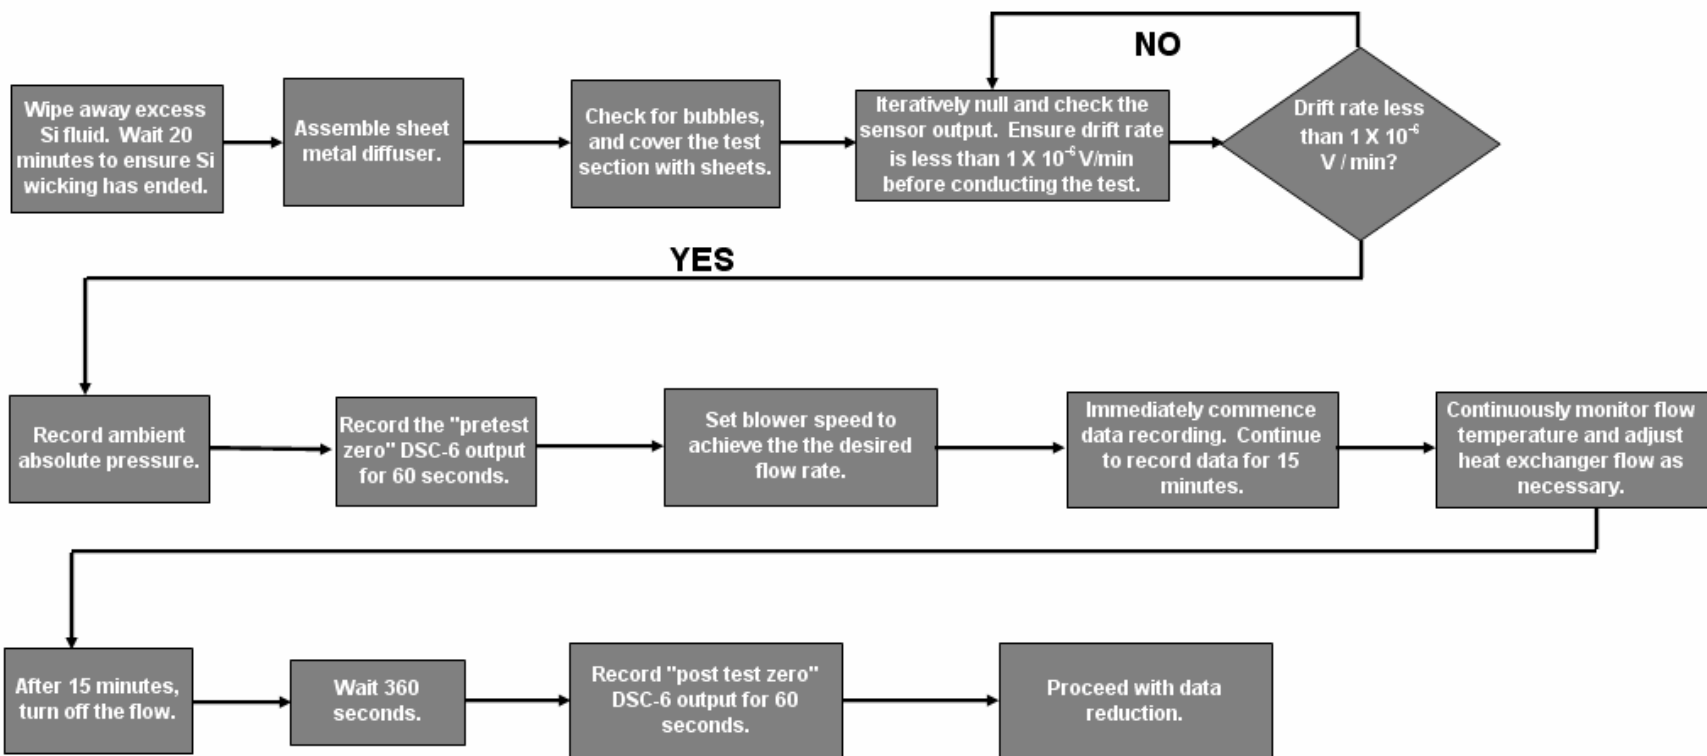 NO
Wipe away excess
Si fluid.  Wait 20
minutes to ensure Si
wicking has ended.
Assemble sheet
metal diffuser.
Check for bubbles,
and cover the test
section with sheets.
Iteratively null and check the
sensor output.  Ensure drift rate
is less than 1 X 10⁻⁶ V/min
before conducting the test.
Drift rate less
than 1 X 10⁻⁶
V / min?
YES
Record ambient
absolute pressure.
Record the "pretest
zero" DSC-6 output
for 60 seconds.
Set blower speed to
achieve the the desired
flow rate.
Immediately commence
data recording.  Continue
to record data for 15
minutes.
Continuously monitor flow
temperature and adjust
heat exchanger flow as
necessary.
After 15 minutes,
turn off the flow.
Wait 360
seconds.
Record "post test zero"
DSC-6 output for 60
seconds.
Proceed with data
reduction.